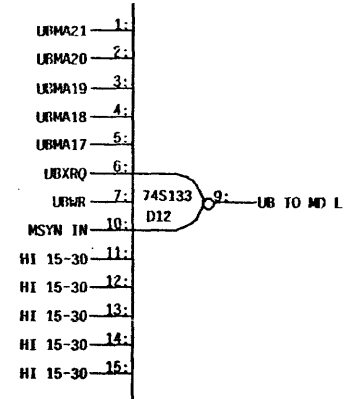 UBMA21 1:
UBMA20 2:
UBMA19 3:
UBMA18 4:
UBMA17 5:
UBXRQ 6:
UBWR 7: 74S133 9: UB TO MD L
D12
MSYN IN 10:
HI 15-30 11:
HI 15-30 12:
HI 15-30 13:
HI 15-30 14:
HI 15-30 15: